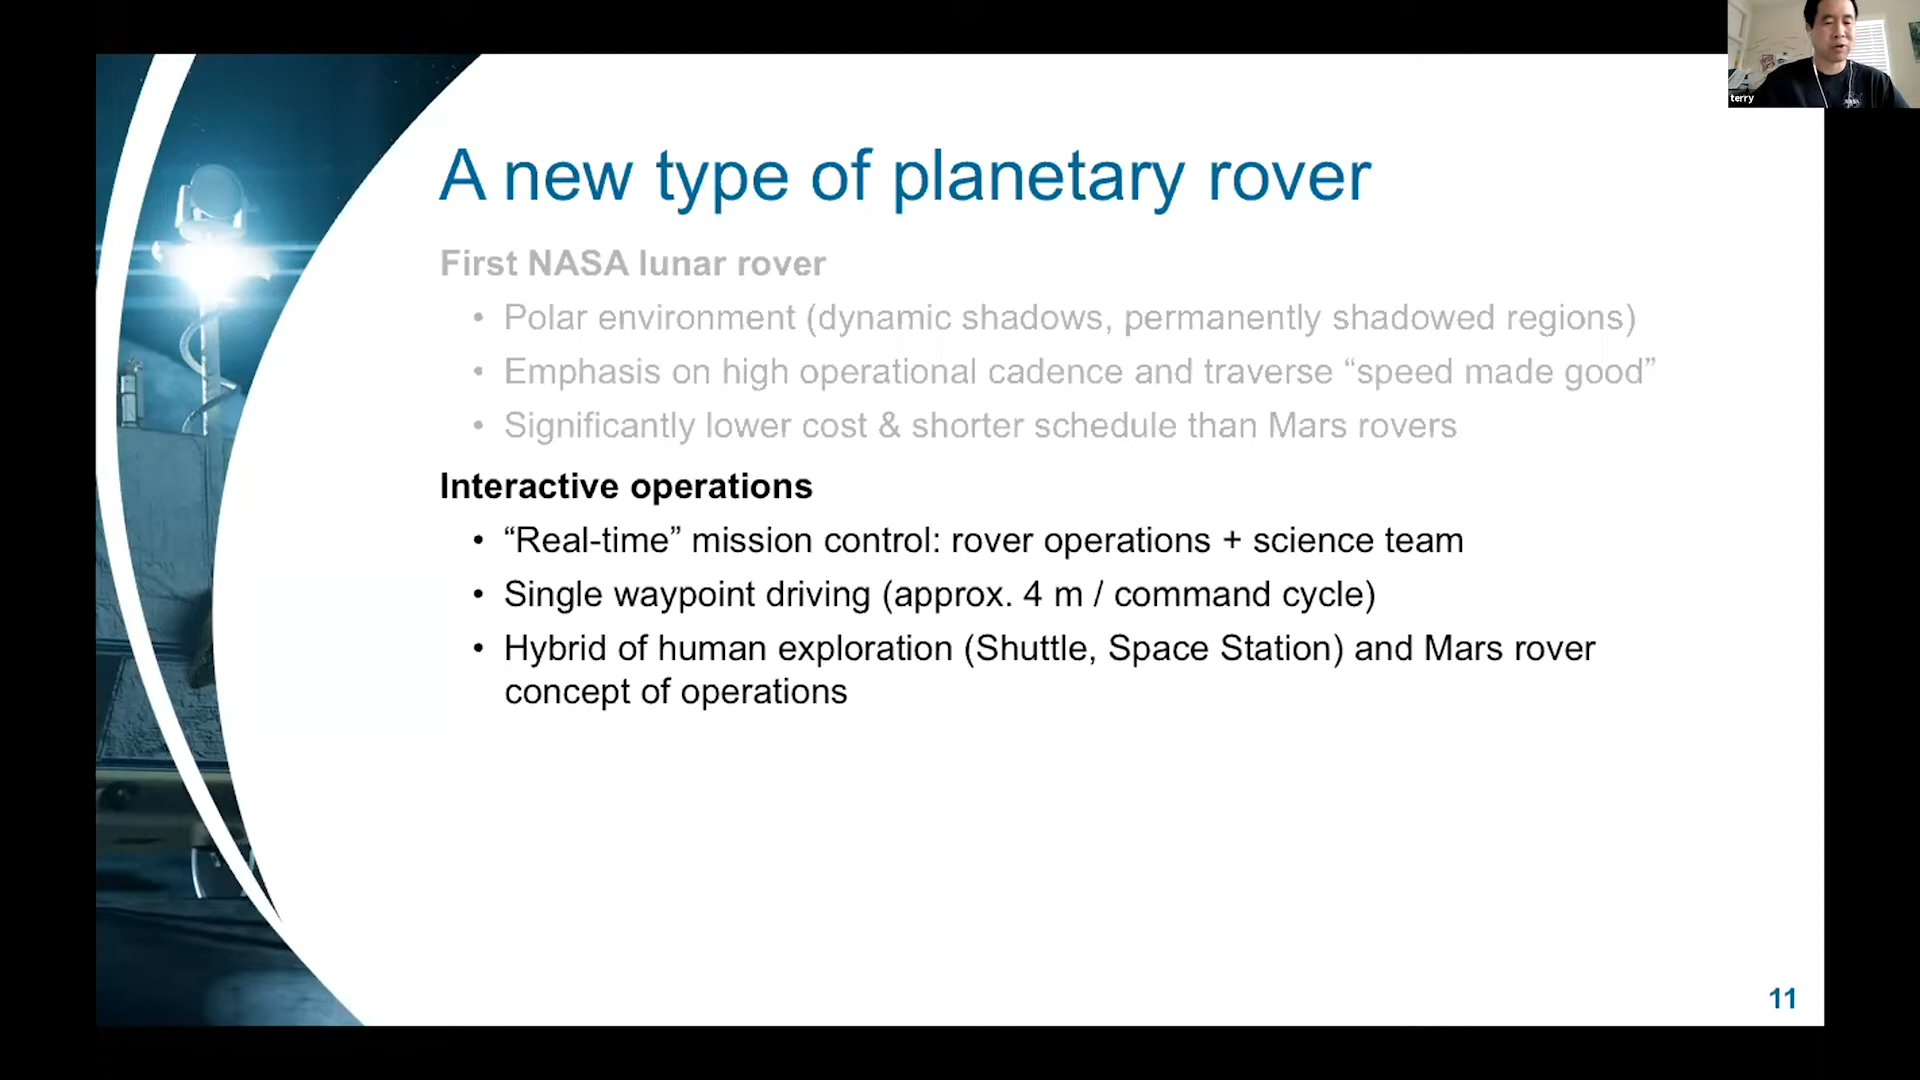 terry
NASA
A new type of planetary rover
First NASA lunar rover
• Polar environment (dynamic shadows, permanently shadowed regions)
• Emphasis on high operational cadence and traverse “speed made good”
• Significantly lower cost & shorter schedule than Mars rovers
Interactive operations
• “Real-time” mission control: rover operations + science team
• Single waypoint driving (approx. 4 m / command cycle)
• Hybrid of human exploration (Shuttle, Space Station) and Mars rover
concept of operations
11